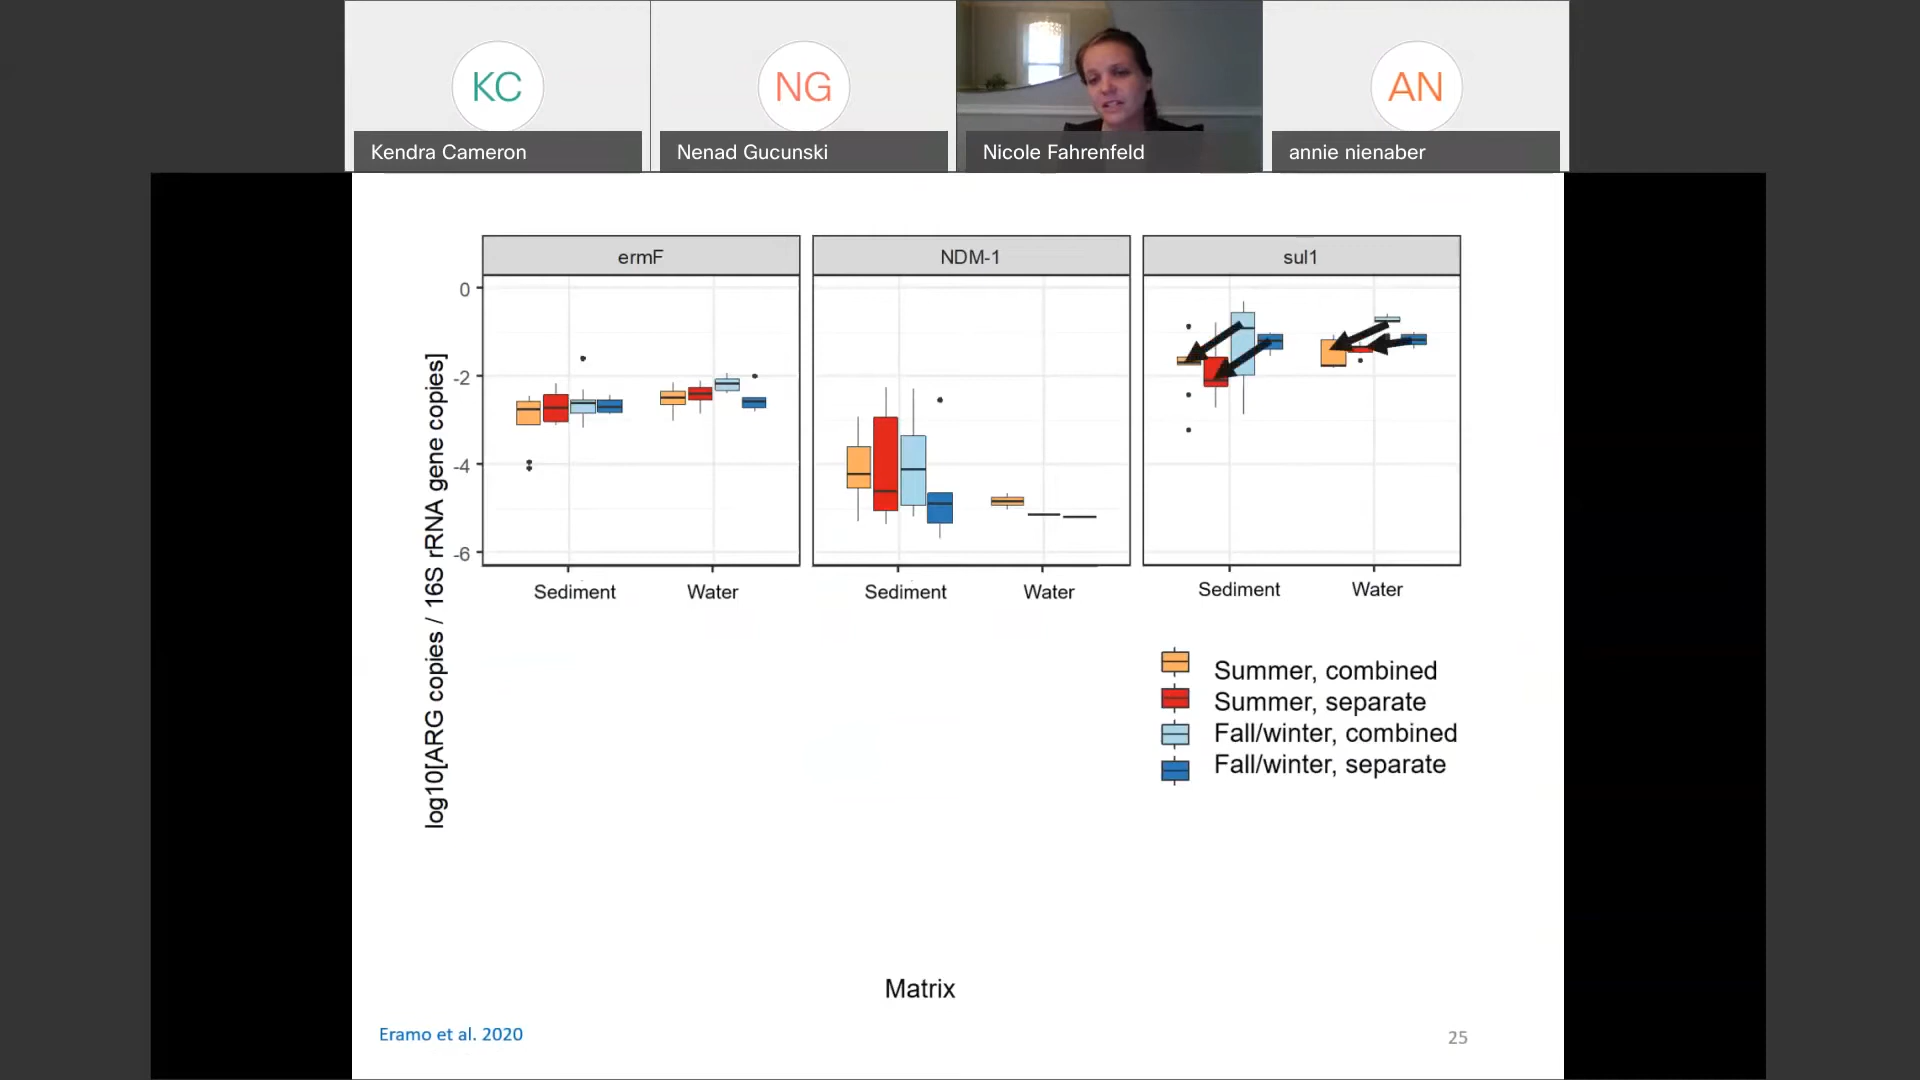 KC
NG
AN
Kendra Cameron
Nenad Gucunski
Nicole Fahrenfeld
annie nienaber
ermF
NDM-1
sul1
0
-2
-4
-6
log10[ARG copies / 16S rRNA gene copies]
Sediment
Water
Sediment
Water
Sediment
Water
Summer, combined
Summer, separate
Fall/winter, combined
Fall/winter, separate
Matrix
Eramo et al. 2020
25